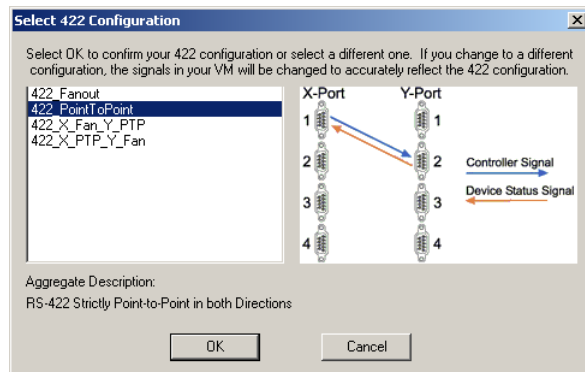 Select 422 Configuration
Select OK to confirm your 422 configuration or select a different one. If you change to a different
configuration, the signals in your VM will be changed to accurately reflect the 422 configuration.
422_Fanout
422_PointToPoint
422_X_Fan_Y_PTP
422_X_PTP_Y_Fan
X-Port Y-Port
1 1
2 2
Controller Signal
Device Status Signal
3 3
4 4
Aggregate Description:
RS-422 Strictly Point-to-Point in both Directions
OK Cancel